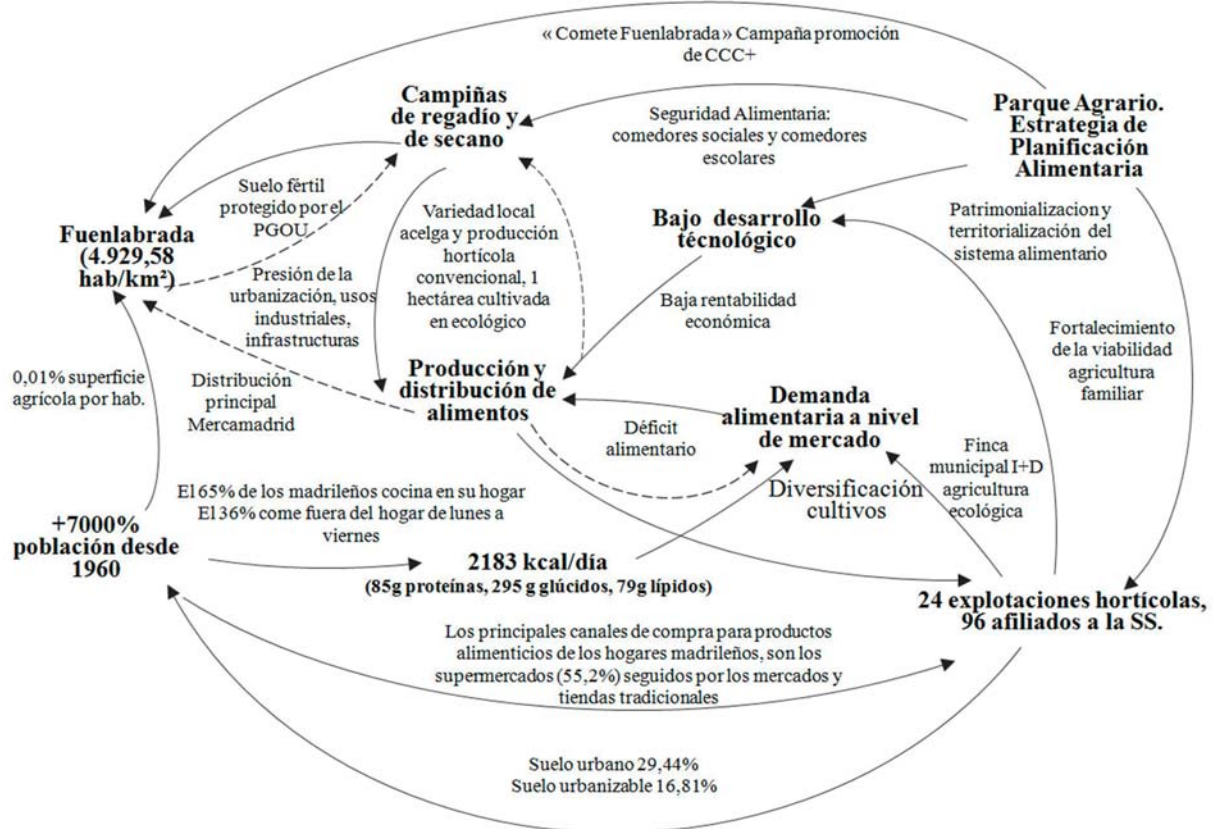 « Comete Fuenlabrada » Campaña promoción
de CCC+
Campiñas
de regadío y
de secano
Parque Agrario.
Estrategia de
Planificación
Alimentaria
Seguridad Alimentaria:
comedores sociales y comedores
escolares
Suelo fértil
protegido por el
PGOU
Fuenlabrada
(4.929,58
hab/km²)
Variedad local
acelga y producción
hortícola
convencional, 1
hectárea cultivada
en ecológico
Bajo desarrollo
técnológico
Patrimonializacion y
territorialización del
sistema alimentario
Presión de la
urbanización, usos
industriales,
infrastructuras
Baja rentabilidad
económica
Fortalecimiento
de la viabilidad
agricultura
familiar
0,01% superficie
agrícola por hab.
Distribución
principal
Mercamadrid
Producción y
distribución de
alimentos
Demanda
alimentaria a nivel
de mercado
Déficit
alimentario
Finca
municipal I+D
agricultura
ecológica
Diversificación
cultivos
El 65% de los madrileños cocina en su hogar
El 36% come fuera del hogar de lunes a
viernes
+7000%
población desde
1960
2183 kcal/día
(85g proteínas, 295 g glúcidos, 79g lípidos)
24 explotaciones hortícolas,
96 afiliados a la SS.
Los principales canales de compra para productos
alimenticios de los hogares madrileños, son los
supermercados (55,2%) seguidos por los mercados y
tiendas tradicionales
Suelo urbano 29,44%
Suelo urbanizable 16,81%